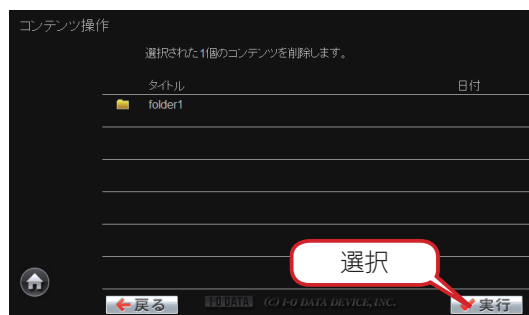 コンテンツ操作
選択された1個のコンテンツを削除します。
タイトル 日付
folder1
選択
戻る I-O DATA (C) I-O DATA DEVICE, INC. 実行